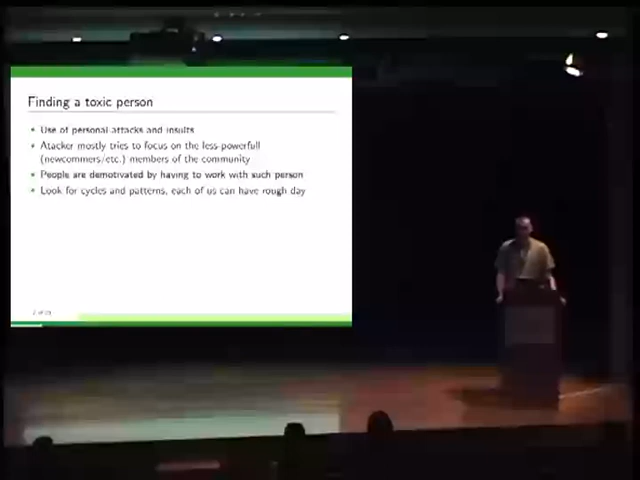 Finding a toxic person
Use of personal attacks and insults
Attacker mostly tries to focus on the less powerfull
(newcommers/etc.) members of the community
People are demotivated by having to work with such person
Look for cycles and patterns, each of us can have rough day